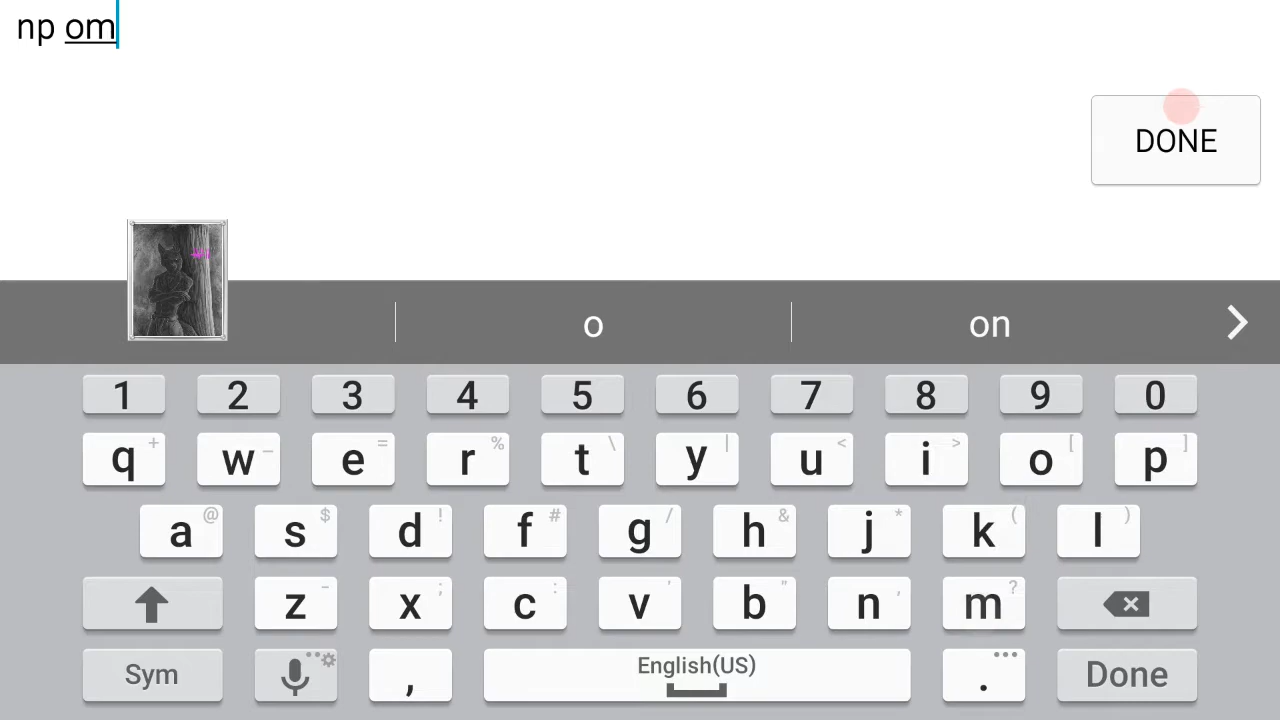 np om
DONE
o on
1 2 3 4 5 6 7 8 9 0
q + w _ e = r % t \ y | u < i > o [ p ]
a @ s $ d ! f # g / h & j * k ( l )
z - x ; c : v ' b " n , m ?
Sym , English(US) . Done